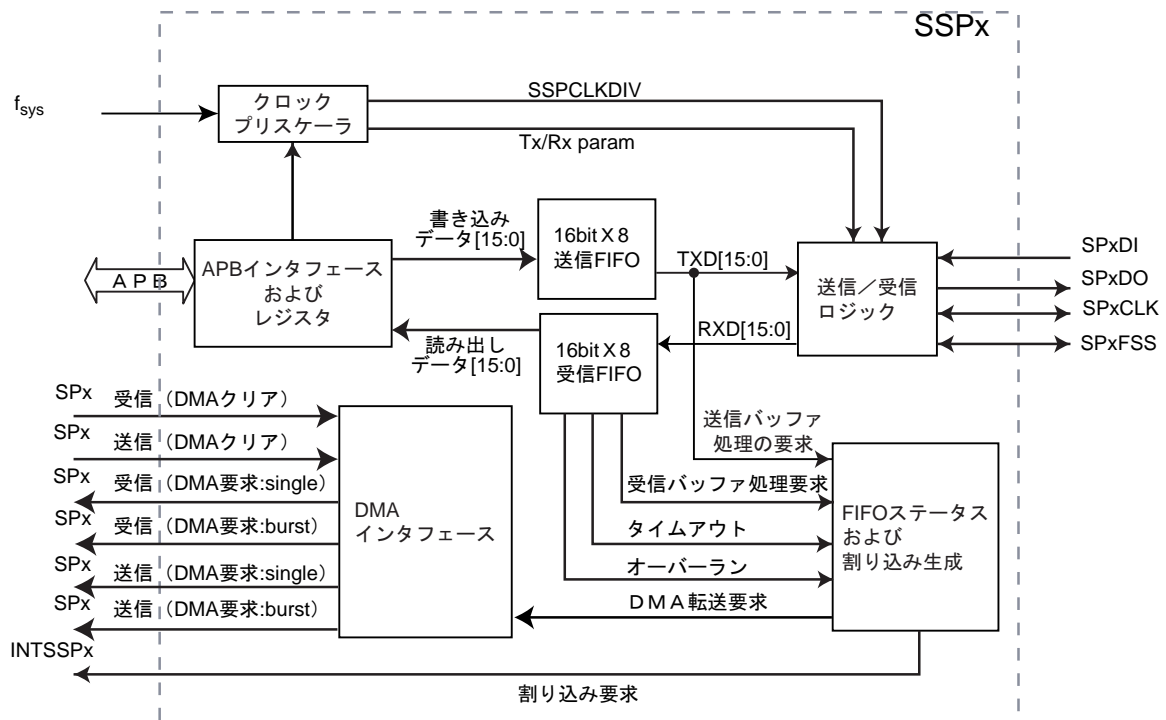 SSPx
fsys
クロック
プリスケーラ
SSPCLKDIV
Tx/Rx param
書き込み
データ[15:0]
16bit X 8
送信FIFO
TXD[15:0]
APB
APBインタフェース
および
レジスタ
送信／受信
ロジック
SPxDI
SPxDO
SPxCLK
SPxFSS
読み出し
データ[15:0]
16bit X 8
受信FIFO
RXD[15:0]
SPx 受信（DMAクリア）
SPx 送信（DMAクリア）
SPx 受信（DMA要求:single）
SPx 受信（DMA要求:burst）
SPx 送信（DMA要求:single）
SPx 送信（DMA要求:burst）
DMA
インタフェース
送信バッファ
処理の要求
受信バッファ処理要求
タイムアウト
オーバーラン
DMA転送要求
FIFOステータス
および
割り込み生成
INTSSPx
割り込み要求